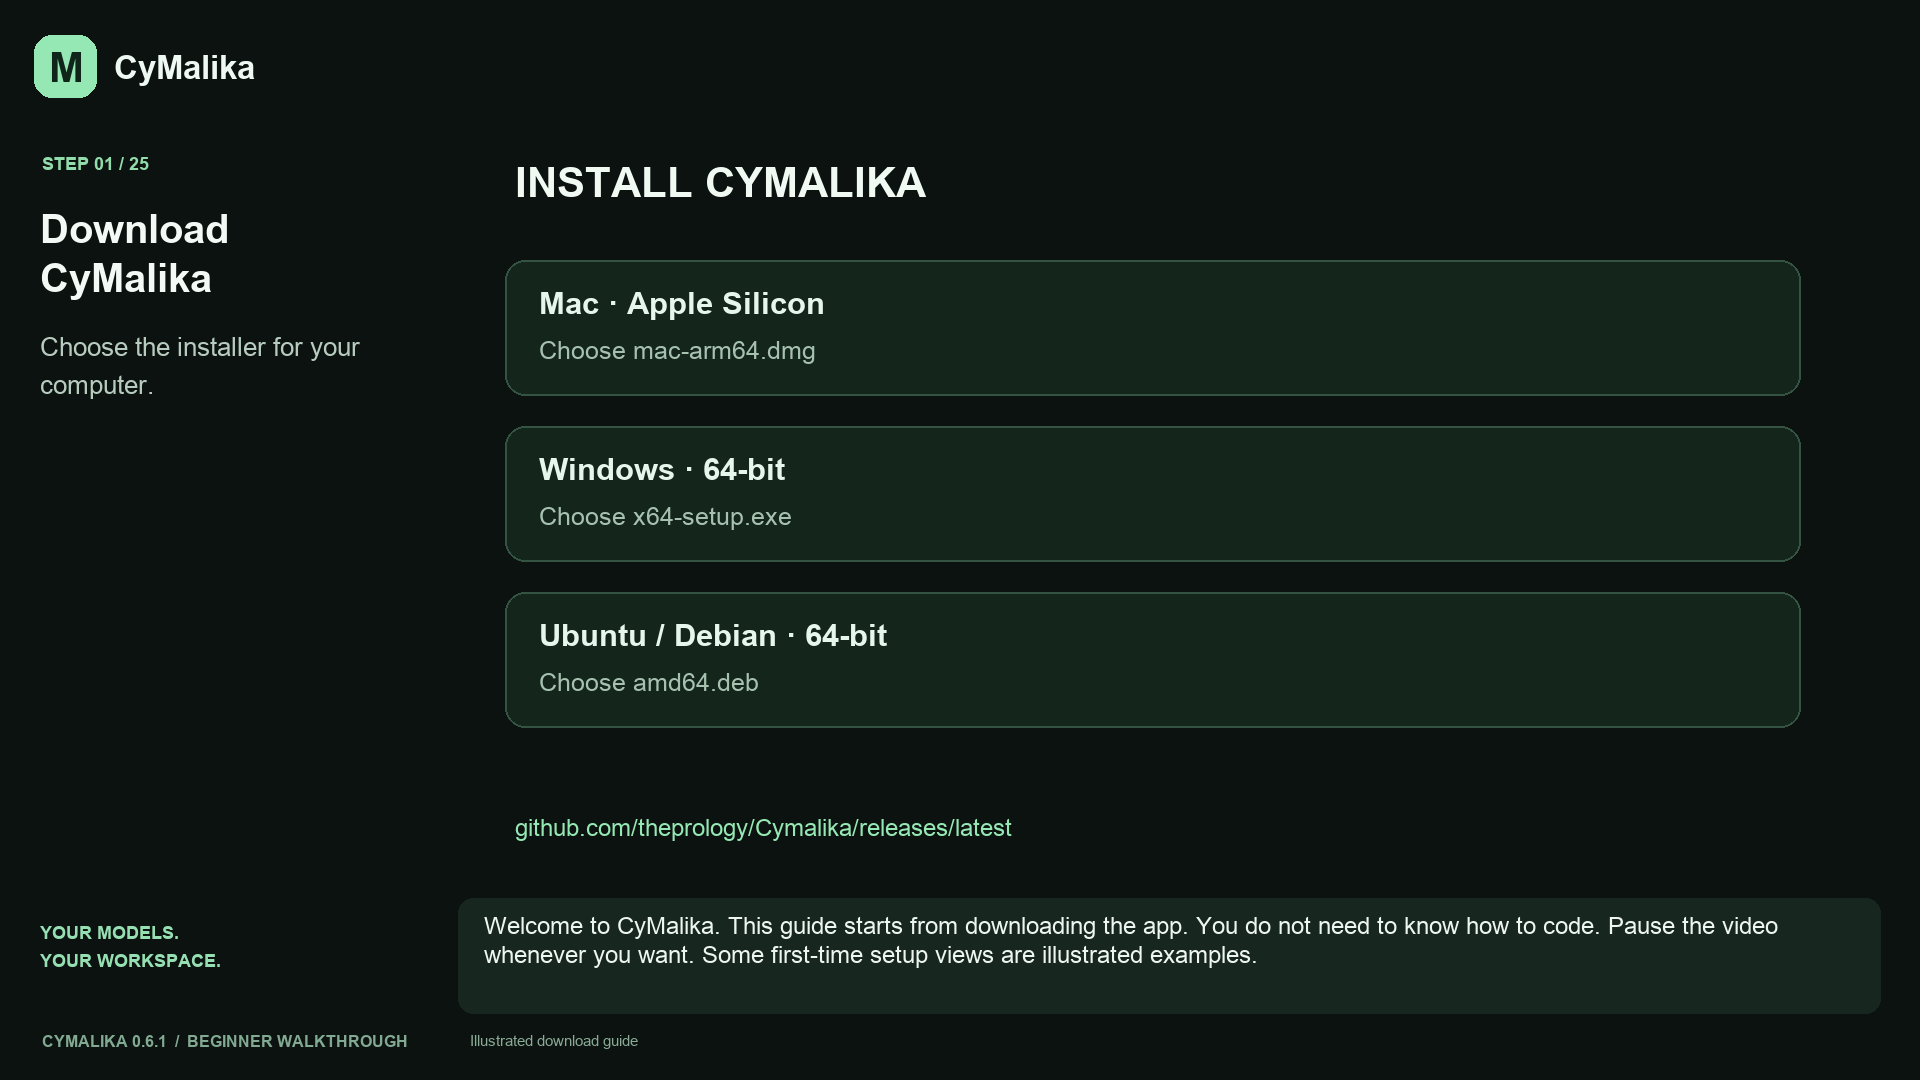 M CyMalika
STEP 01 / 25
Download
CyMalika
Choose the installer for your
computer.
INSTALL CYMALIKA
Mac · Apple Silicon
Choose mac-arm64.dmg
Windows · 64-bit
Choose x64-setup.exe
Ubuntu / Debian · 64-bit
Choose amd64.deb
github.com/theprology/Cymalika/releases/latest
YOUR MODELS.
YOUR WORKSPACE.
Welcome to CyMalika. This guide starts from downloading the app. You do not need to know how to code. Pause the video
whenever you want. Some first-time setup views are illustrated examples.
CYMALIKA 0.6.1 / BEGINNER WALKTHROUGH
Illustrated download guide